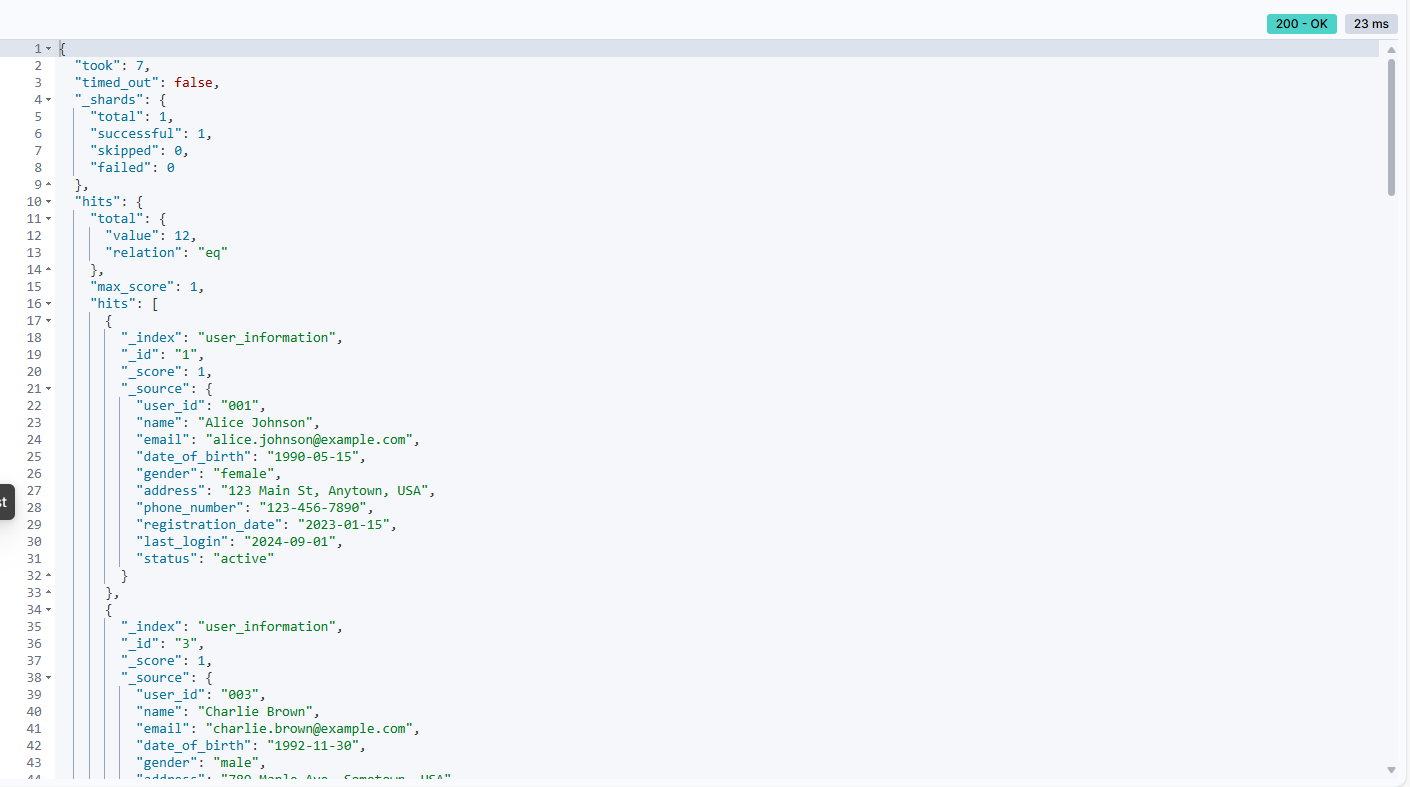 200 - OK 23 ms
1 {
2 "took": 7,
3 "timed_out": false,
4 "_shards": {
5 "total": 1,
6 "successful": 1,
7 "skipped": 0,
8 "failed": 0
9 },
10 "hits": {
11 "total": {
12 "value": 12,
13 "relation": "eq"
14 },
15 "max_score": 1,
16 "hits": [
17 {
18 "_index": "user_information",
19 "_id": "1",
20 "_score": 1,
21 "_source": {
22 "user_id": "001",
23 "name": "Alice Johnson",
24 "email": "alice.johnson@example.com",
25 "date_of_birth": "1990-05-15",
26 "gender": "female",
27 "address": "123 Main St, Anytown, USA",
st
28 "phone_number": "123-456-7890",
29 "registration_date": "2023-01-15",
30 "last_login": "2024-09-01",
31 "status": "active"
32 }
33 },
34 {
35 "_index": "user_information",
36 "_id": "3",
37 "_score": 1,
38 "_source": {
39 "user_id": "003",
40 "name": "Charlie Brown",
41 "email": "charlie.brown@example.com",
42 "date_of_birth": "1992-11-30",
43 "gender": "male",
44 "address": "789 Maple Ave, Sometown, USA"